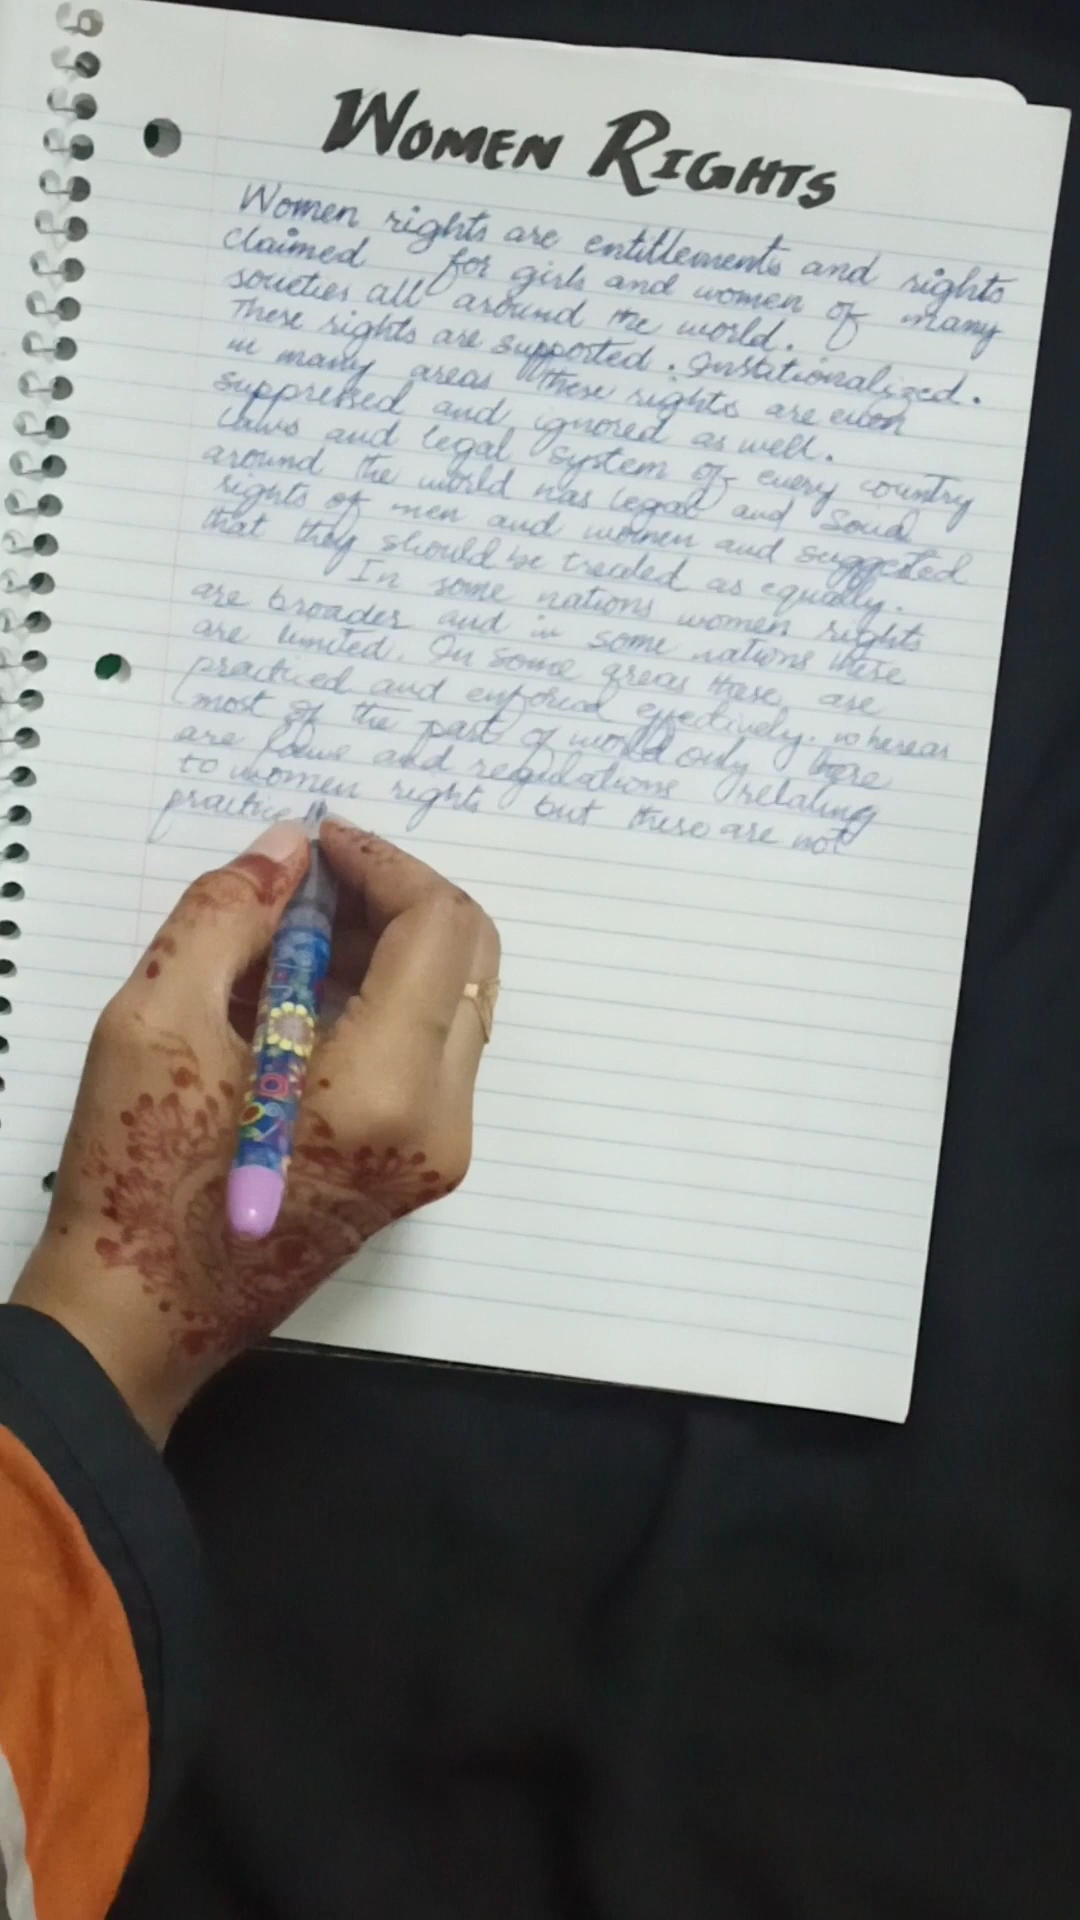 WOMEN RIGHTS
Women rights are entitlements and rights
claimed for girls and women of many
societies all around the world.
These rights are supported. Instationalized.
in many areas these rights are even
suppressed and ignored as well.
Laws and legal system of every country
around the world has legal and Social
rights of men and women and suggested
that they should be treated as equally.
In some nations women rights
are broader and in some nations these
are limited. In some areas these are
practiced and enforced effectively. whereas
most of the part of world only there
are laws and regulations relating
to women rights but these are not
practice